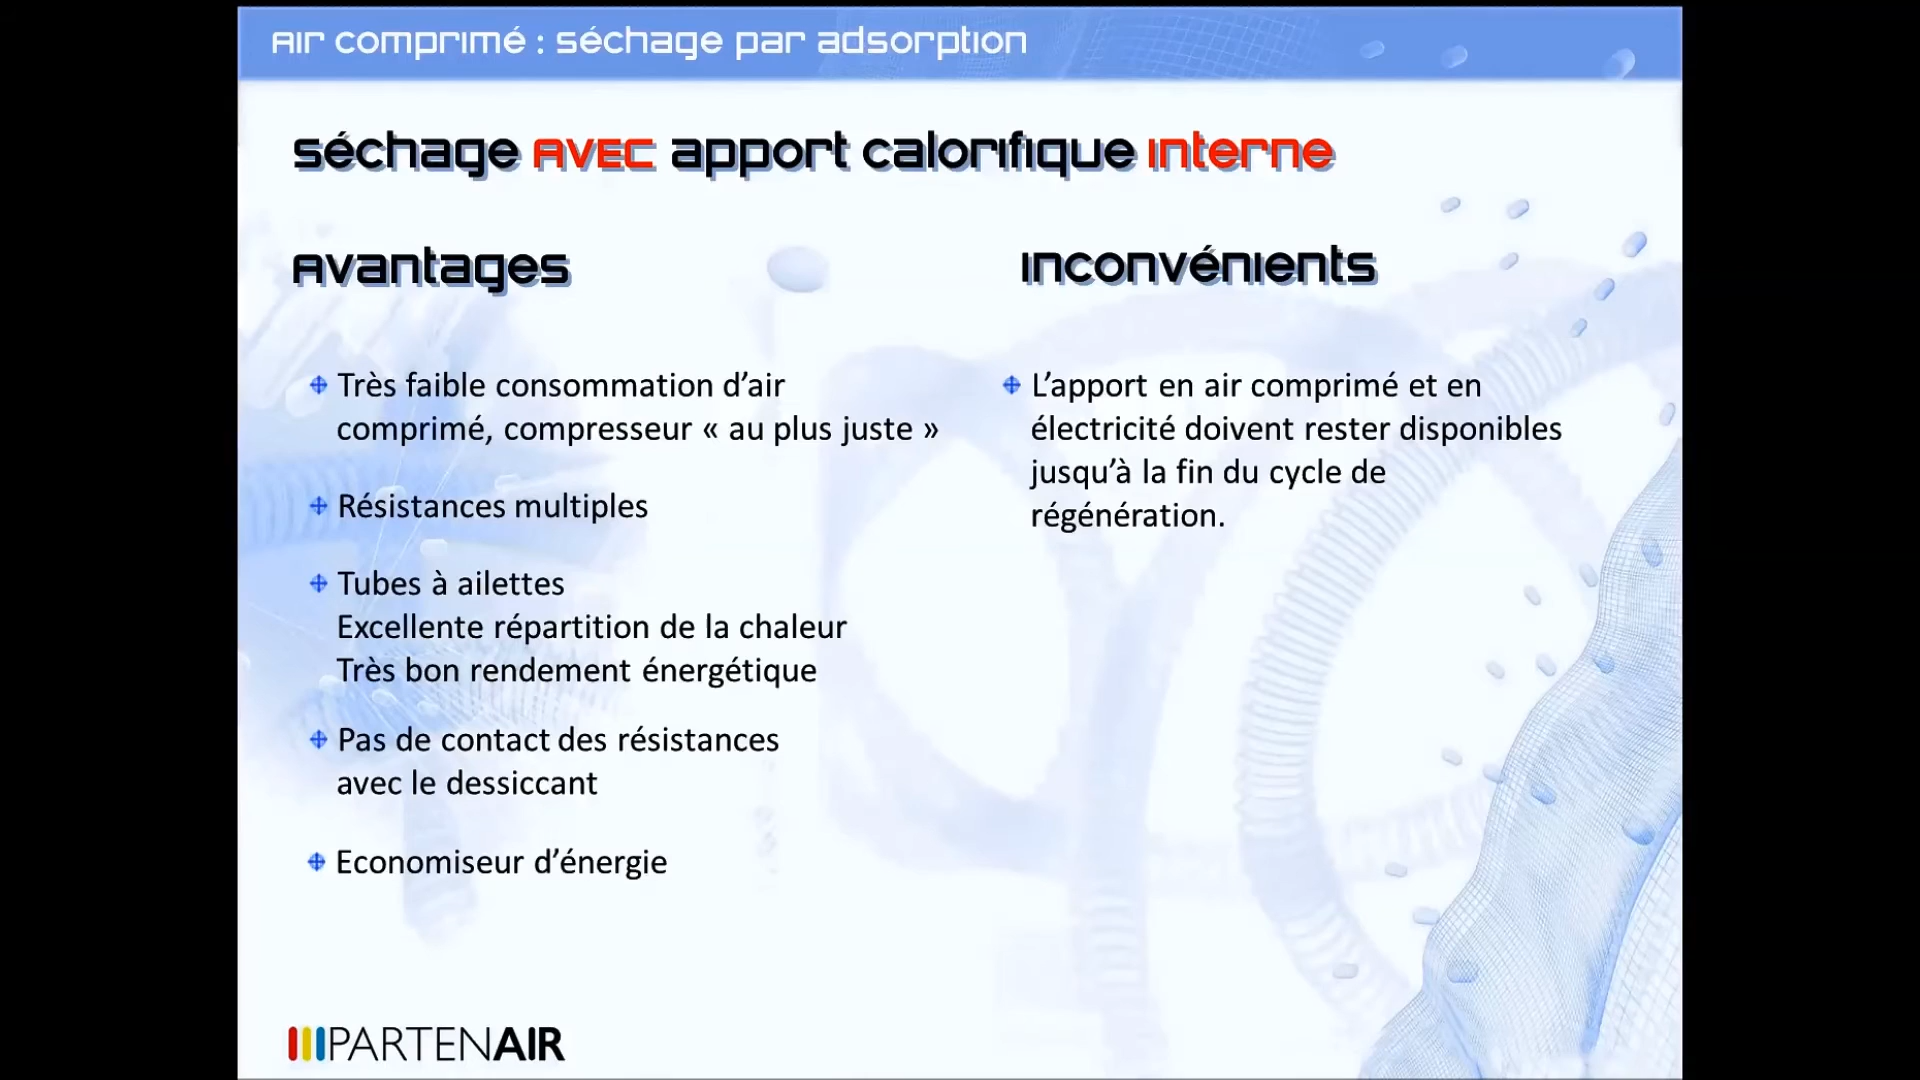 Air comprimé : séchage par adsorption
séchage AVEC apport calorifique interne
Avantages
Très faible consommation d’air
comprimé, compresseur « au plus juste »
Résistances multiples
Tubes à ailettes
Excellente répartition de la chaleur
Très bon rendement énergétique
Pas de contact des résistances
avec le dessiccant
Economiseur d’énergie
Inconvénients
L’apport en air comprimé et en
électricité doivent rester disponibles
jusqu’à la fin du cycle de
régénération.
PARTENAIR